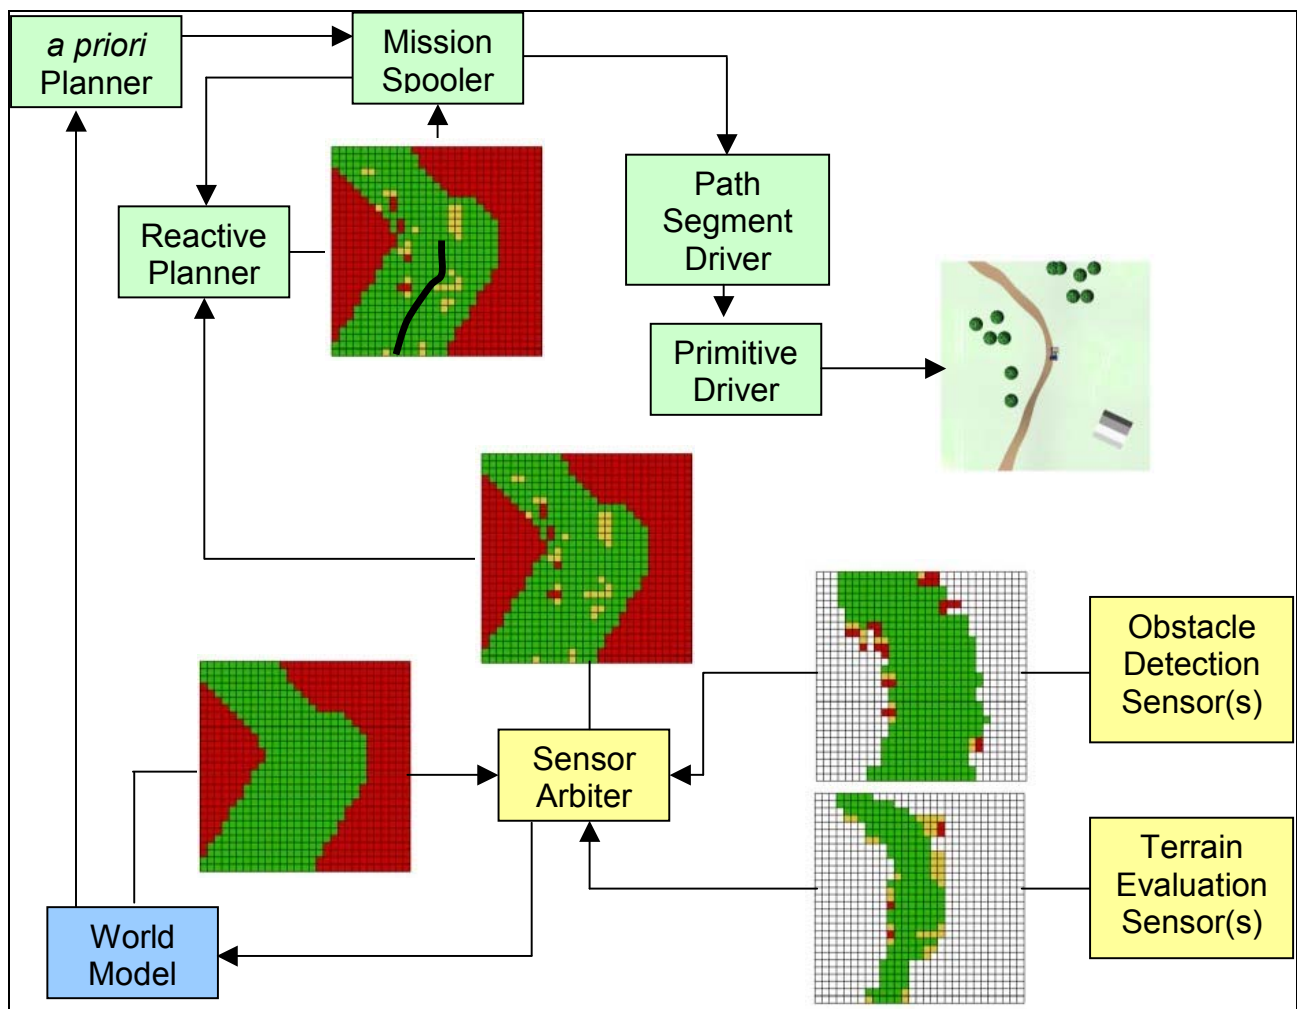 a priori
Planner
Mission
Spooler
Path
Segment
Driver
Reactive
Planner
Primitive
Driver
Obstacle
Detection
Sensor(s)
Sensor
Arbiter
Terrain
Evaluation
Sensor(s)
World
Model